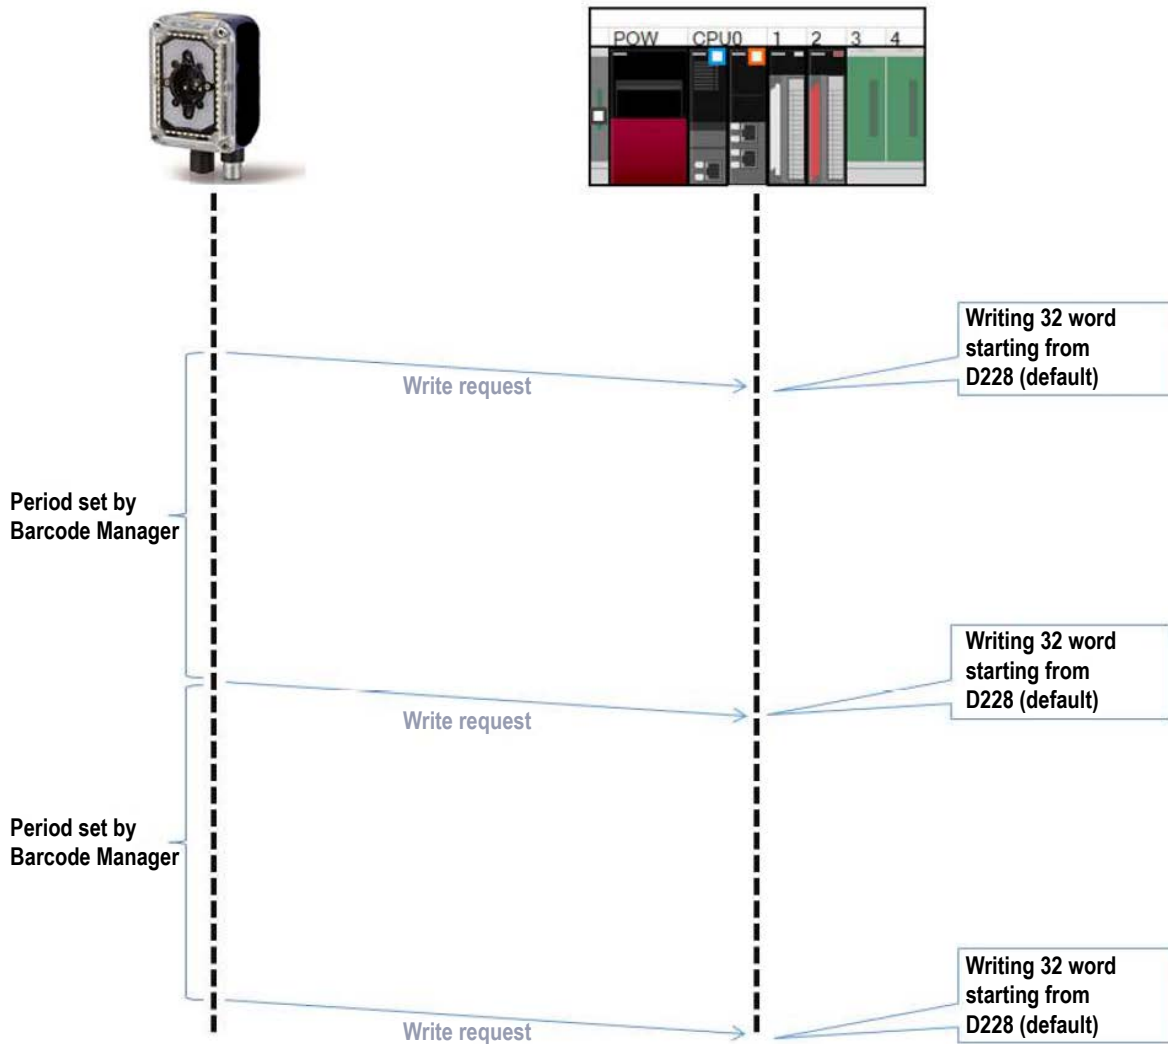 POW CPU0 1 2 3 4
Writing 32 word
starting from
D228 (default)
Write request
Period set by
Barcode Manager
Writing 32 word
starting from
D228 (default)
Write request
Period set by
Barcode Manager
Writing 32 word
starting from
D228 (default)
Write request